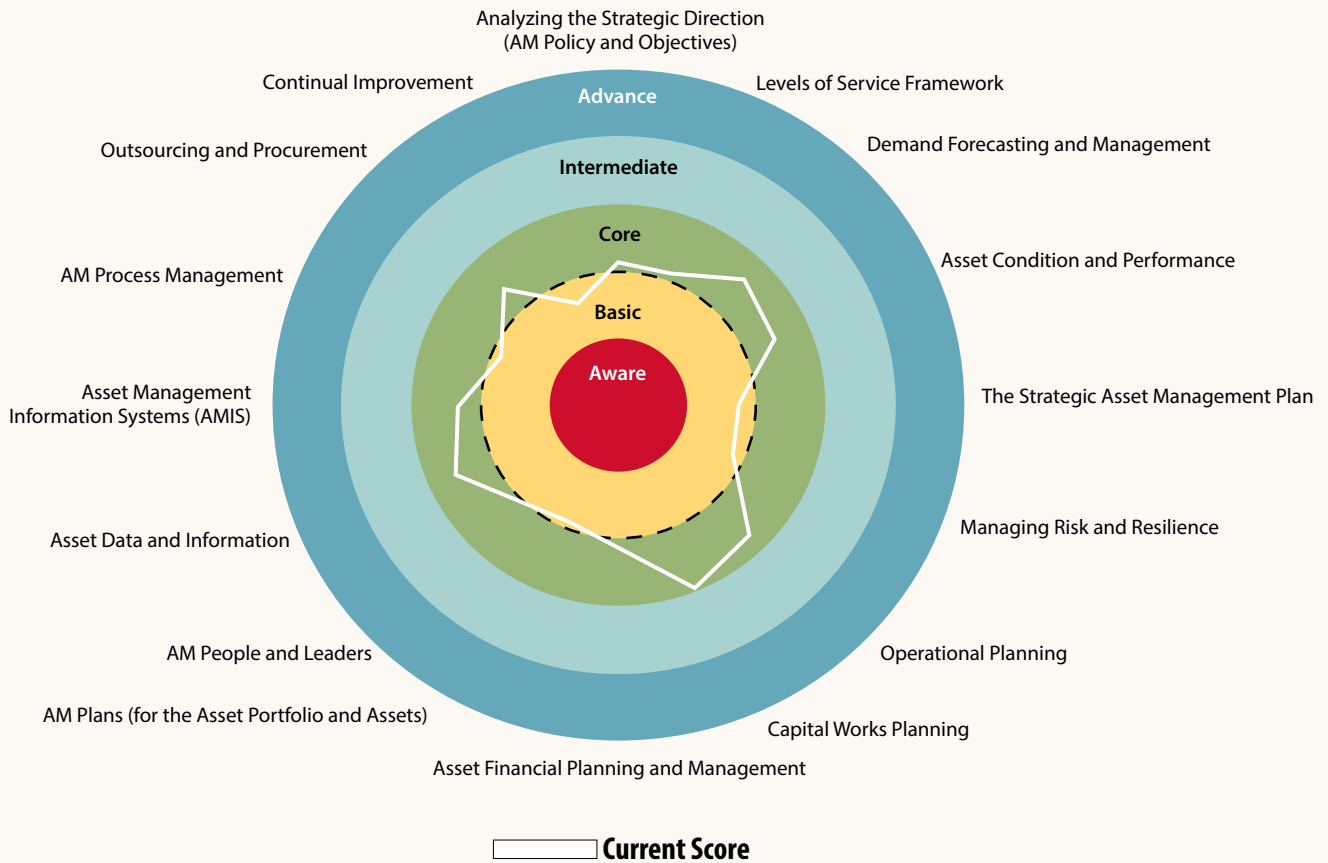 Analyzing the Strategic Direction
(AM Policy and Objectives)
Continual Improvement
Levels of Service Framework
Advance
Outsourcing and Procurement
Demand Forecasting and Management
Intermediate
Core
AM Process Management
Asset Condition and Performance
Basic
Aware
Asset Management
Information Systems (AMIS)
The Strategic Asset Management Plan
Asset Data and Information
Managing Risk and Resilience
AM People and Leaders
Operational Planning
AM Plans (for the Asset Portfolio and Assets)
Capital Works Planning
Asset Financial Planning and Management
Current Score